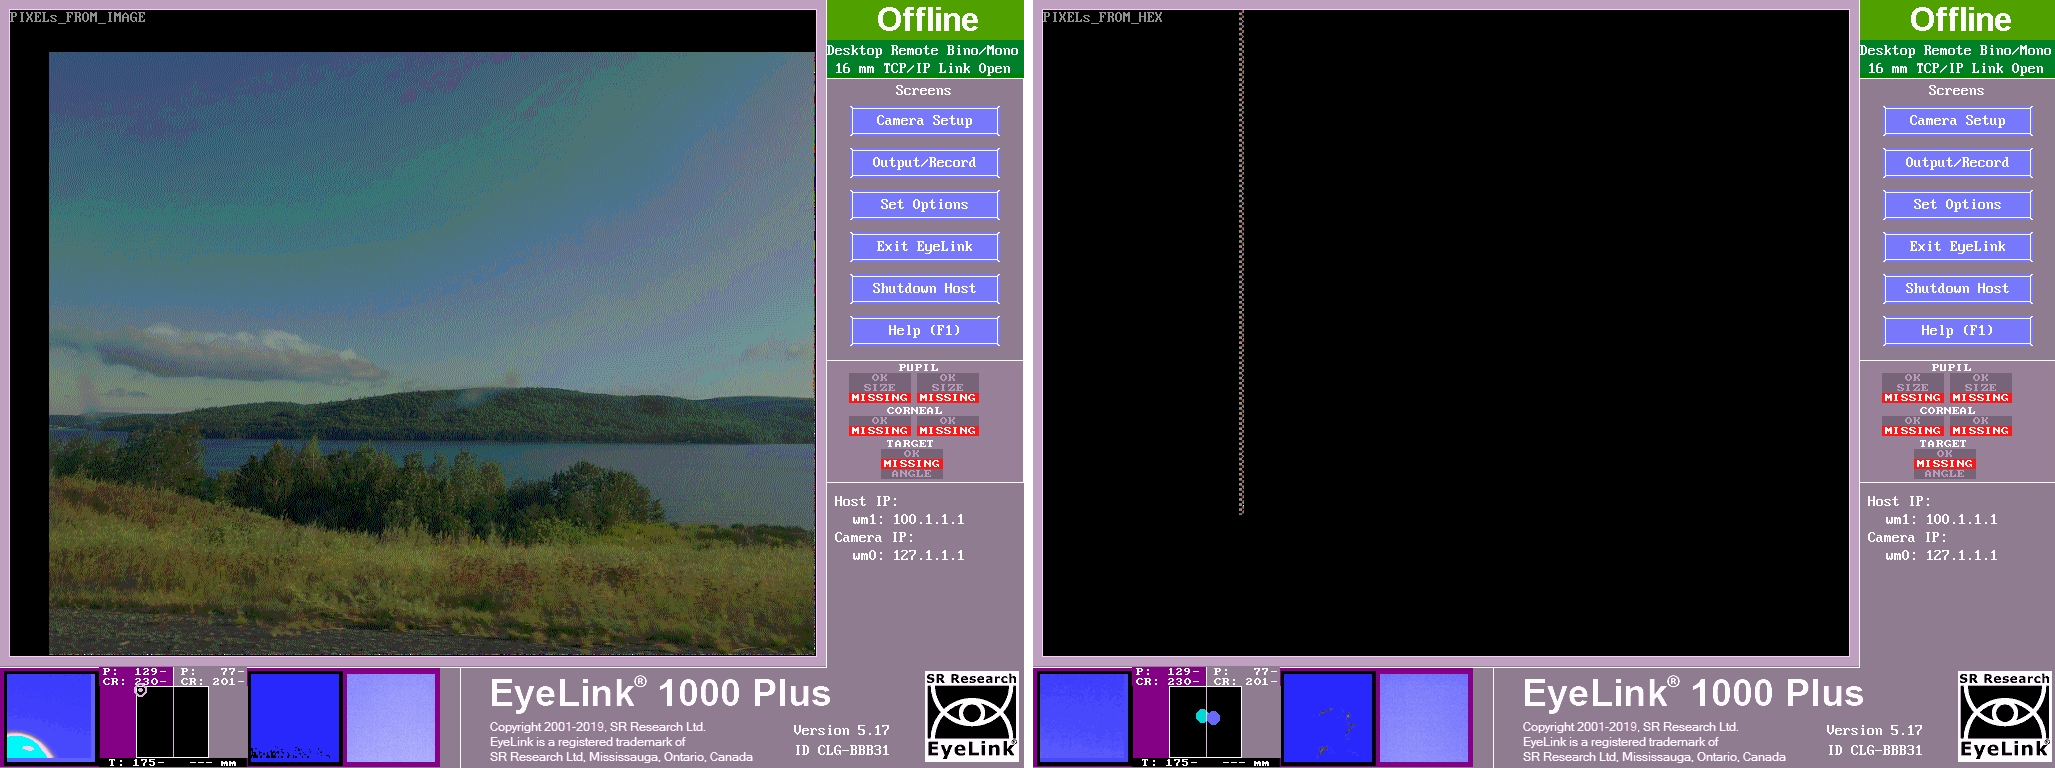 PIXELs_FROM_IMAGE
Offline
Desktop Remote Bino/Mono
16 mm TCP/IP Link Open
Screens
Camera Setup
Output/Record
Set Options
Exit EyeLink
Shutdown Host
Help (F1)
PUPIL
OK OK
SIZE SIZE
MISSING MISSING
CORNEAL
OK OK
MISSING MISSING
TARGET
OK
MISSING
ANGLE
Host IP:
wm1: 100.1.1.1
Camera IP:
wm0: 127.1.1.1
P: 129- P: 77-
CR: 230- CR: 201-
T: 175- --- mm
EyeLink® 1000 Plus
Copyright 2001-2019, SR Research Ltd.
EyeLink is a registered trademark of
SR Research Ltd, Mississauga, Ontario, Canada
Version 5.17
ID CLG-BBB31
SR Research
EyeLink®
PIXELs_FROM_HEX
Offline
Desktop Remote Bino/Mono
16 mm TCP/IP Link Open
Screens
Camera Setup
Output/Record
Set Options
Exit EyeLink
Shutdown Host
Help (F1)
PUPIL
OK OK
SIZE SIZE
MISSING MISSING
CORNEAL
OK OK
MISSING MISSING
TARGET
OK
MISSING
ANGLE
Host IP:
wm1: 100.1.1.1
Camera IP:
wm0: 127.1.1.1
P: 129- P: 77-
CR: 230- CR: 201-
T: 175- --- mm
EyeLink® 1000 Plus
Copyright 2001-2019, SR Research Ltd.
EyeLink is a registered trademark of
SR Research Ltd, Mississauga, Ontario, Canada
Version 5.17
ID CLG-BBB31
SR Research
EyeLink®